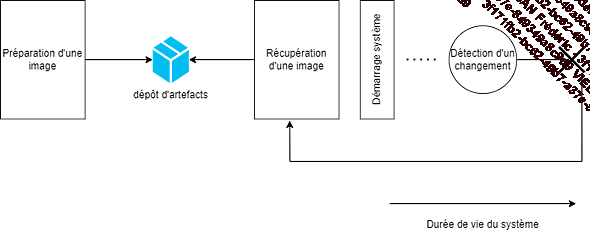 Préparation d'une
image
dépôt d'artefacts
Récupération
d'une image
Démarrage système
Détection d'un
changement
Durée de vie du système